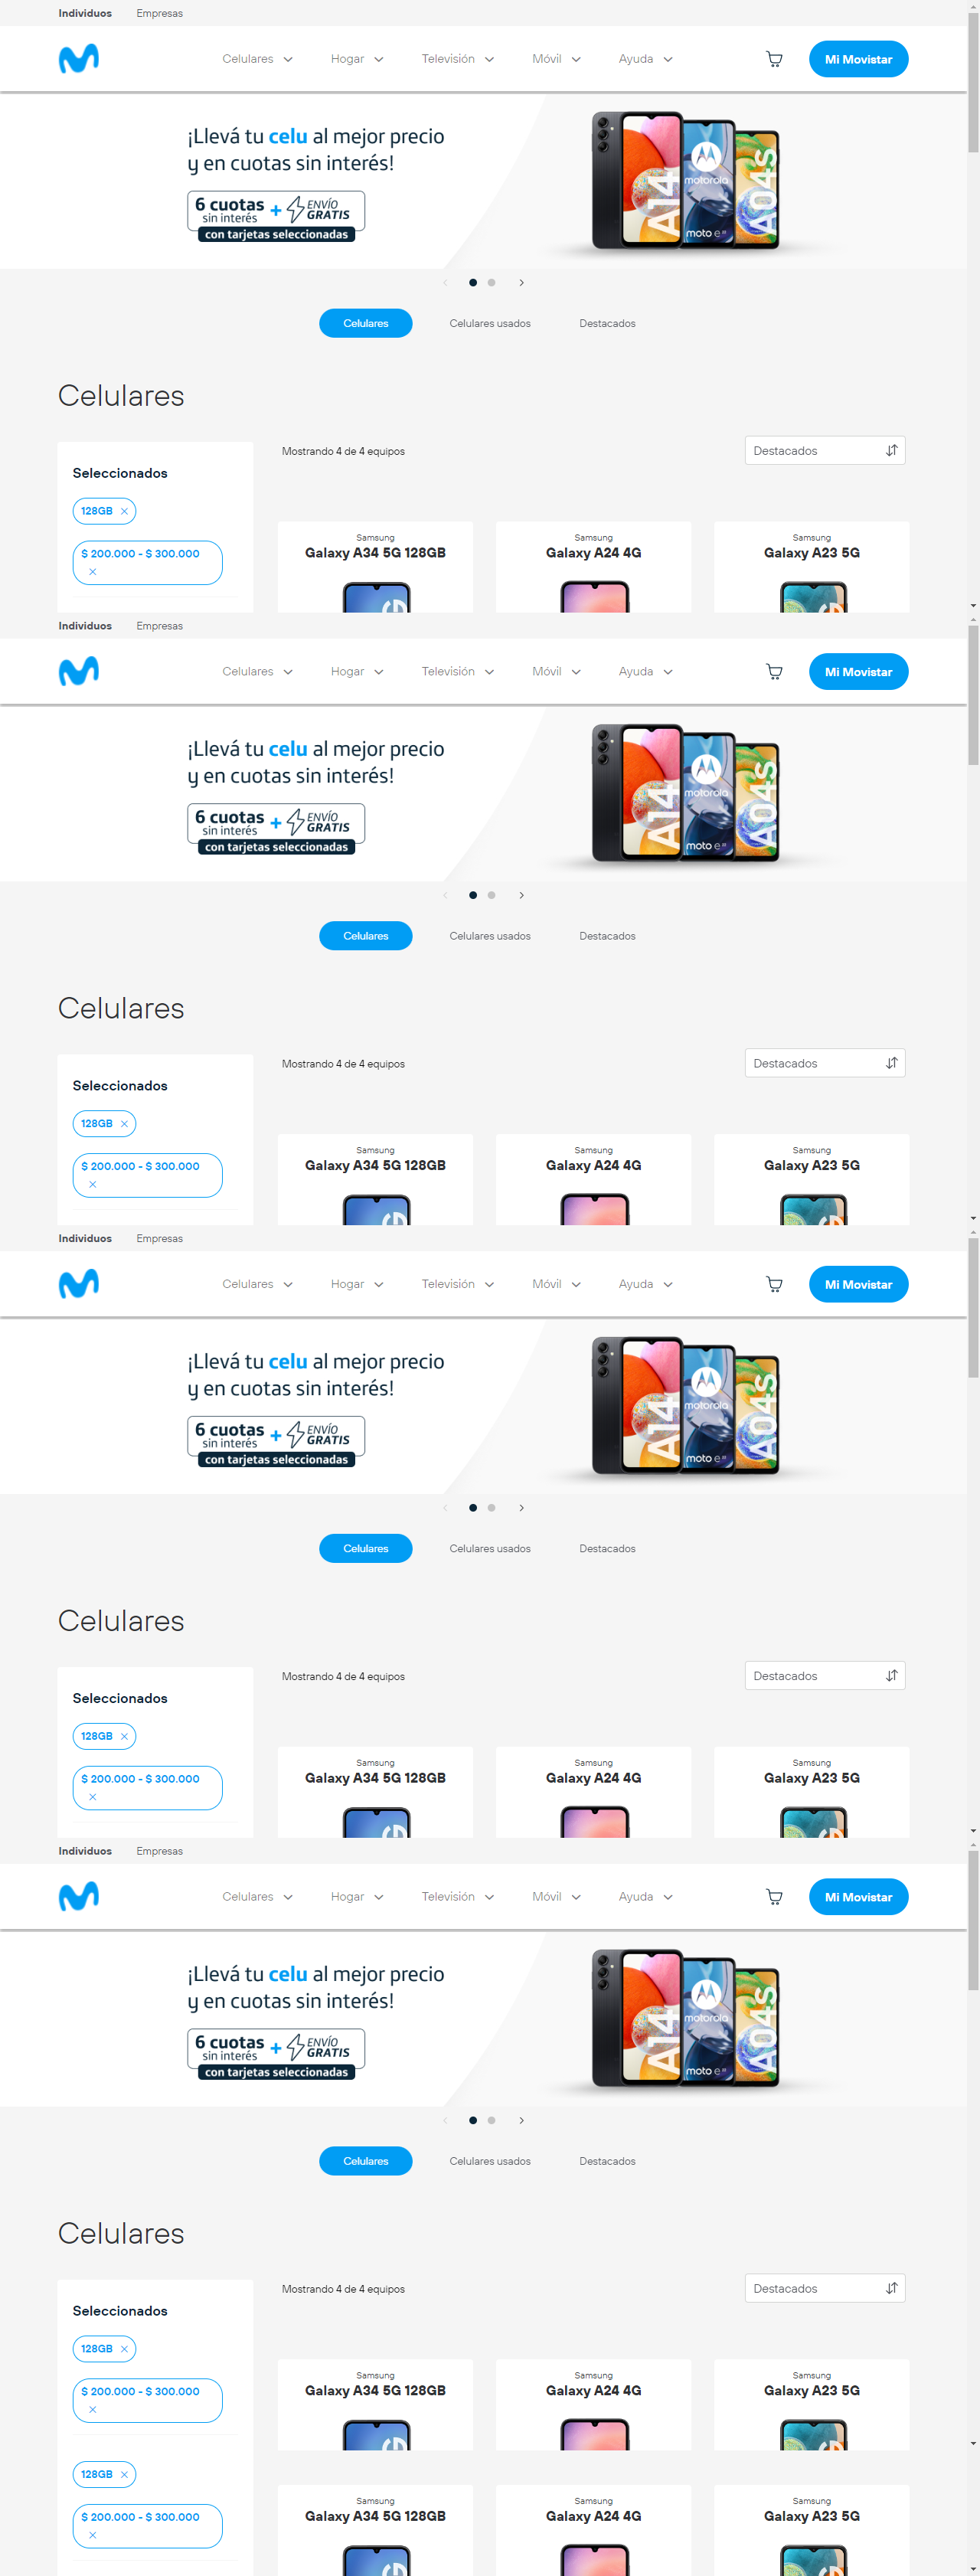 Individuos Empresas
Celulares Hogar Televisión Móvil Ayuda Mi Movistar
¡Llevá tu celu al mejor precio
y en cuotas sin interés!
6 cuotas
sin interés
+
ENVÍO
GRATIS
con tarjetas seleccionadas
A14
motorola
moto e
A04s
Celulares Celulares usados Destacados
Celulares
Mostrando 4 de 4 equipos
Destacados
Seleccionados
128GB ×
$ 200.000 - $ 300.000
×
Samsung
Galaxy A34 5G 128GB
Samsung
Galaxy A24 4G
Samsung
Galaxy A23 5G
Individuos Empresas
Celulares Hogar Televisión Móvil Ayuda Mi Movistar
¡Llevá tu celu al mejor precio
y en cuotas sin interés!
6 cuotas
sin interés
+
ENVÍO
GRATIS
con tarjetas seleccionadas
A14
motorola
moto e
A04s
Celulares Celulares usados Destacados
Celulares
Mostrando 4 de 4 equipos
Destacados
Seleccionados
128GB ×
$ 200.000 - $ 300.000
×
Samsung
Galaxy A34 5G 128GB
Samsung
Galaxy A24 4G
Samsung
Galaxy A23 5G
Individuos Empresas
Celulares Hogar Televisión Móvil Ayuda Mi Movistar
¡Llevá tu celu al mejor precio
y en cuotas sin interés!
6 cuotas
sin interés
+
ENVÍO
GRATIS
con tarjetas seleccionadas
A14
motorola
moto e
A04s
Celulares Celulares usados Destacados
Celulares
Mostrando 4 de 4 equipos
Destacados
Seleccionados
128GB ×
$ 200.000 - $ 300.000
×
Samsung
Galaxy A34 5G 128GB
Samsung
Galaxy A24 4G
Samsung
Galaxy A23 5G
Individuos Empresas
Celulares Hogar Televisión Móvil Ayuda Mi Movistar
¡Llevá tu celu al mejor precio
y en cuotas sin interés!
6 cuotas
sin interés
+
ENVÍO
GRATIS
con tarjetas seleccionadas
A14
motorola
moto e
A04s
Celulares Celulares usados Destacados
Celulares
Mostrando 4 de 4 equipos
Destacados
Seleccionados
128GB ×
$ 200.000 - $ 300.000
×
Samsung
Galaxy A34 5G 128GB
Samsung
Galaxy A24 4G
Samsung
Galaxy A23 5G
128GB ×
$ 200.000 - $ 300.000
×
Samsung
Galaxy A34 5G 128GB
Samsung
Galaxy A24 4G
Samsung
Galaxy A23 5G